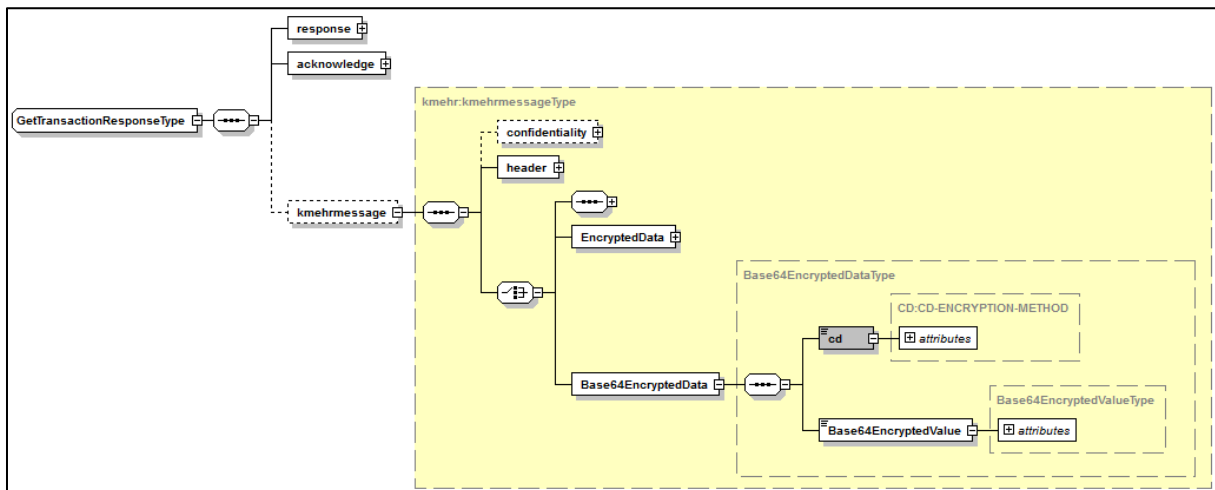 response
acknowledge
GetTransactionResponseType
kmehr:kmehrmessageType
confidentiality
header
kmehrmessage
EncryptedData
Base64EncryptedDataType
CD:CD-ENCRYPTION-METHOD
cd
attributes
Base64EncryptedData
Base64EncryptedValueType
Base64EncryptedValue
attributes